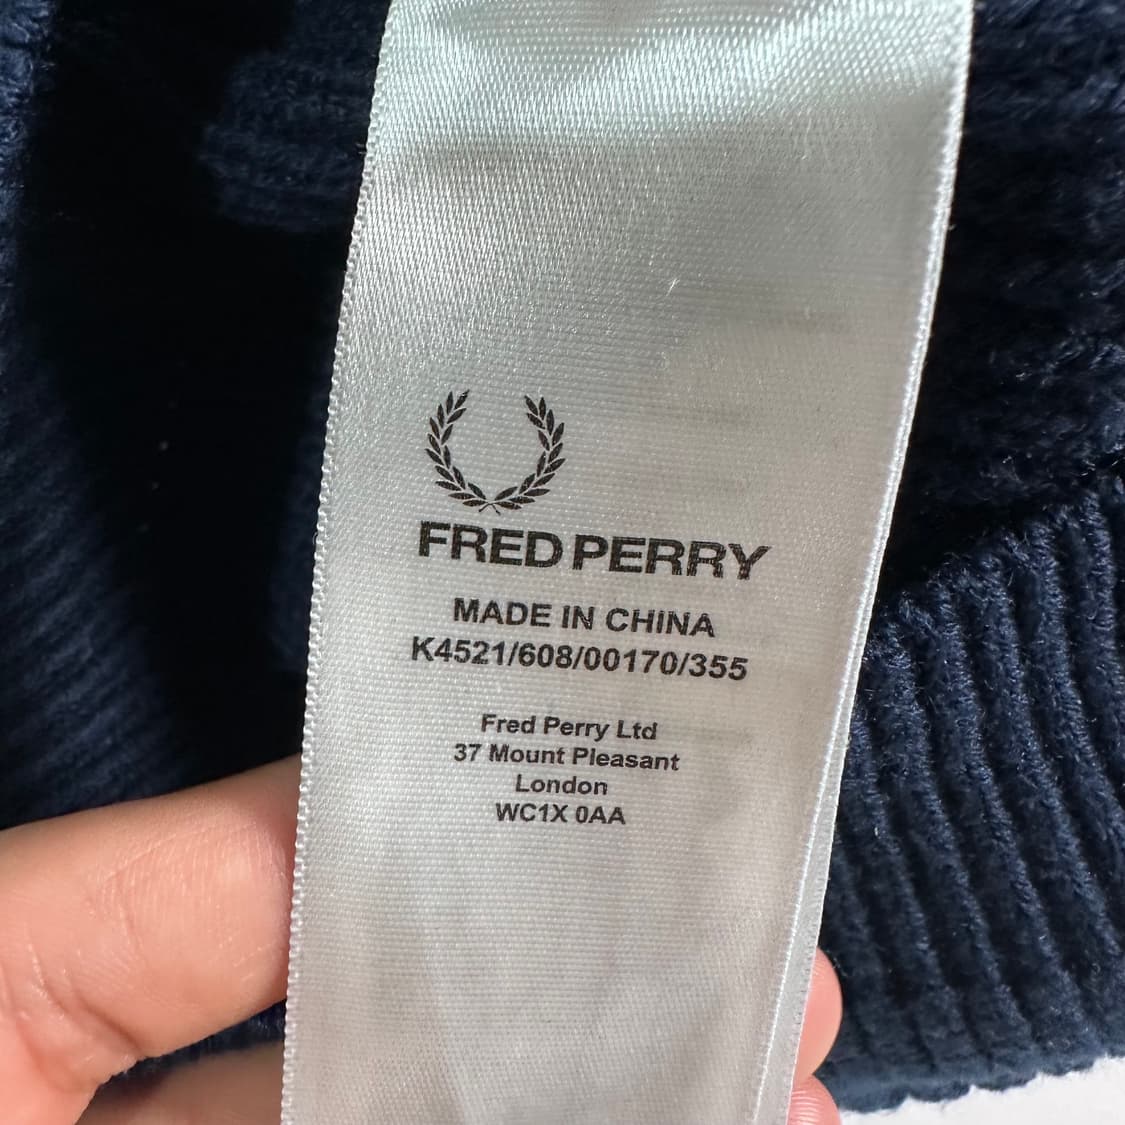 FRED PERRY
MADE IN CHINA
K4521/608/00170/355
Fred Perry Ltd
37 Mount Pleasant
London
WC1X 0AA